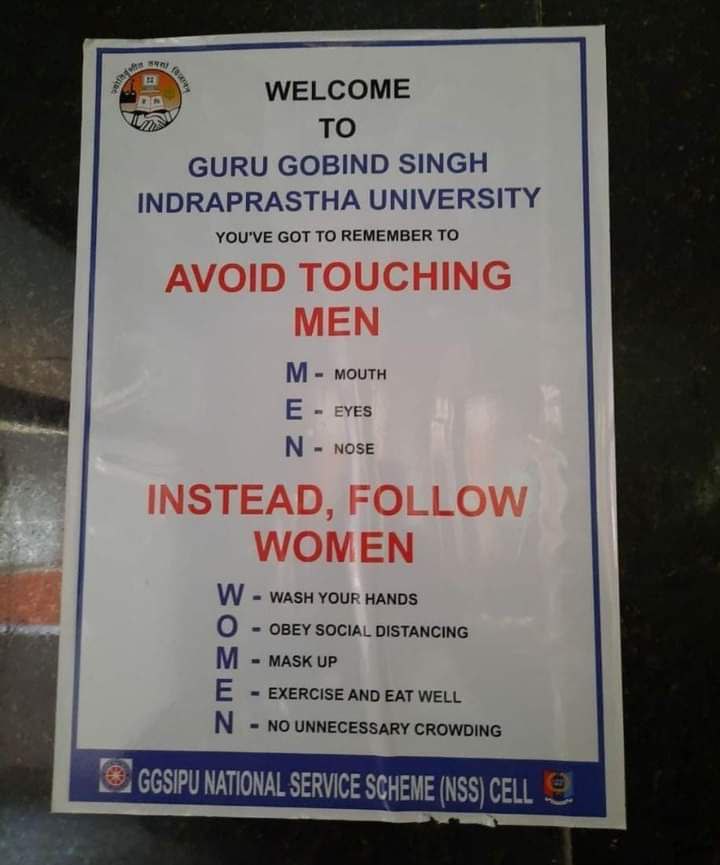 WELCOME
TO
GURU GOBIND SINGH
INDRAPRASTHA UNIVERSITY
YOU'VE GOT TO REMEMBER TO
AVOID TOUCHING
MEN
M - MOUTH
E - EYES
N - NOSE
INSTEAD, FOLLOW
WOMEN
W - WASH YOUR HANDS
O - OBEY SOCIAL DISTANCING
M - MASK UP
E - EXERCISE AND EAT WELL
N - NO UNNECESSARY CROWDING
GGSIPU NATIONAL SERVICE SCHEME (NSS) CELL